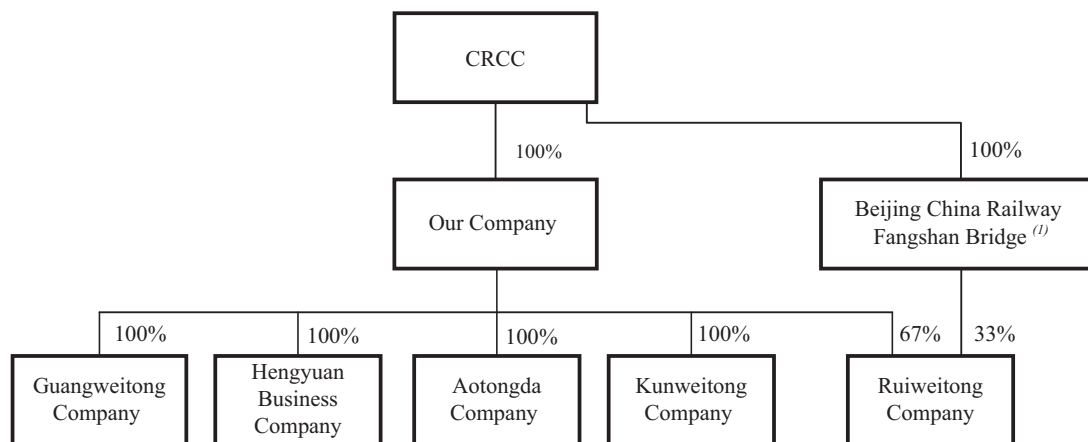 CRCC
100%
100%
Our Company
Beijing China Railway
Fangshan Bridge (1)
100%
100%
100%
100%
67%
33%
Guangweitong
Company
Hengyuan
Business
Company
Aotongda
Company
Kunweitong
Company
Ruiweitong
Company